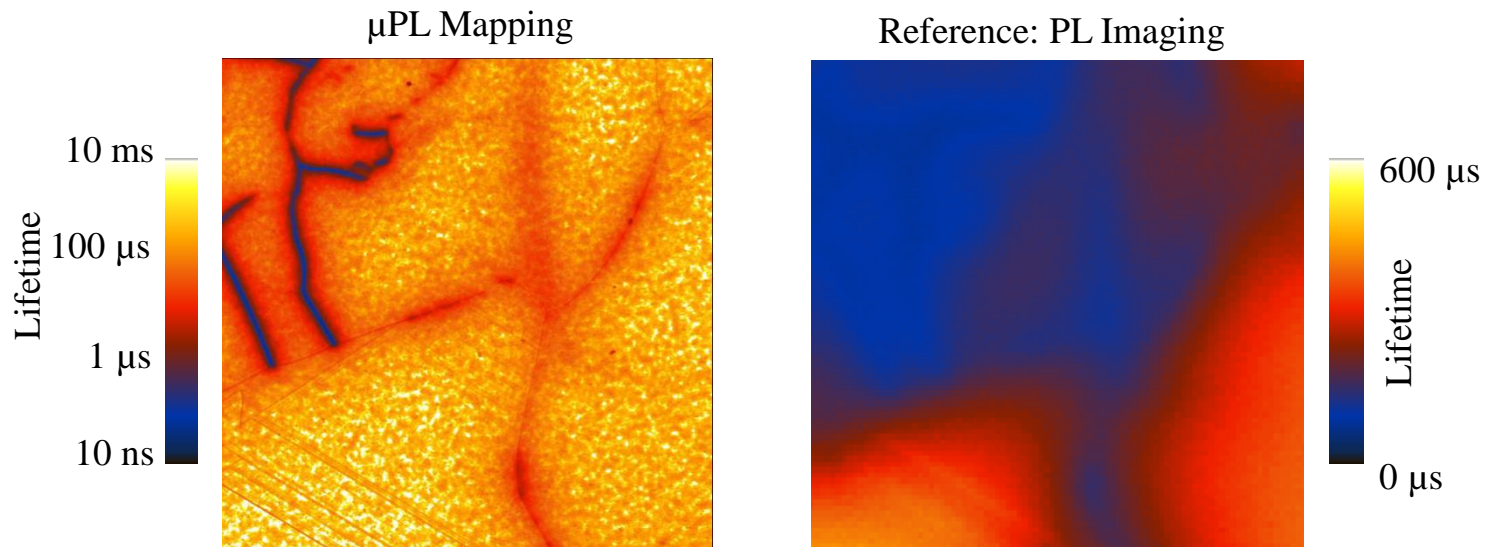 μPL Mapping
Reference: PL Imaging
10 ms
100 μs
1 μs
10 ns
Lifetime
600 μs
0 μs
Lifetime